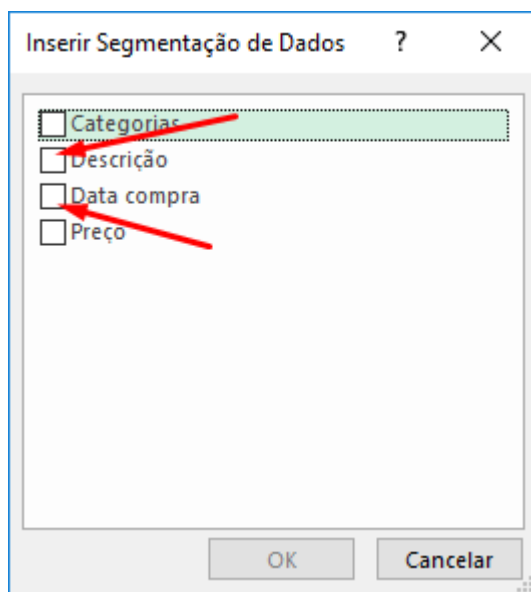 Inserir Segmentação de Dados ?
Categorias
Descrição
Data compra
Preço
OK Cancelar